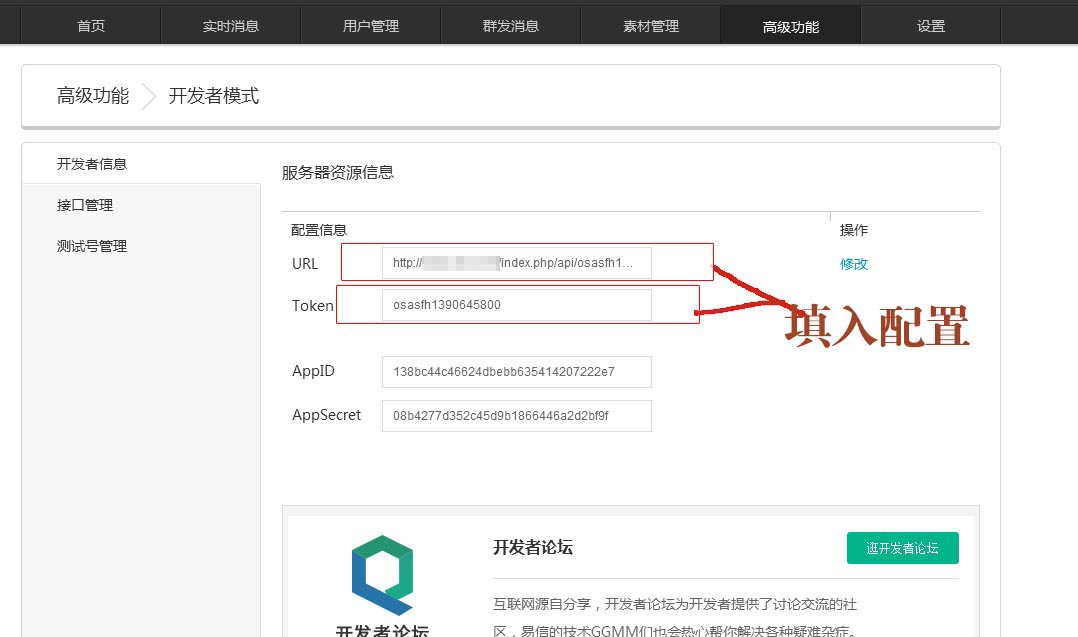 首页 实时消息 用户管理 群发消息 素材管理 高级功能 设置
高级功能 开发者模式
开发者信息
接口管理
测试号管理
服务器资源信息
配置信息 操作
URL http:// /index.php/api/osasfh1... 修改
Token osasfh1390645800
填入配置
AppID 138bc44c46624dbebb635414207222e7
AppSecret 08b4277d352c45d9b1866446a2d2bf9f
开发者论坛 逛开发者论坛
互联网源自分享，开发者论坛为开发者提供了讨论交流的社
区，易信的技术GGMM们也会热心帮你解决各种疑难杂症。
开发者论坛